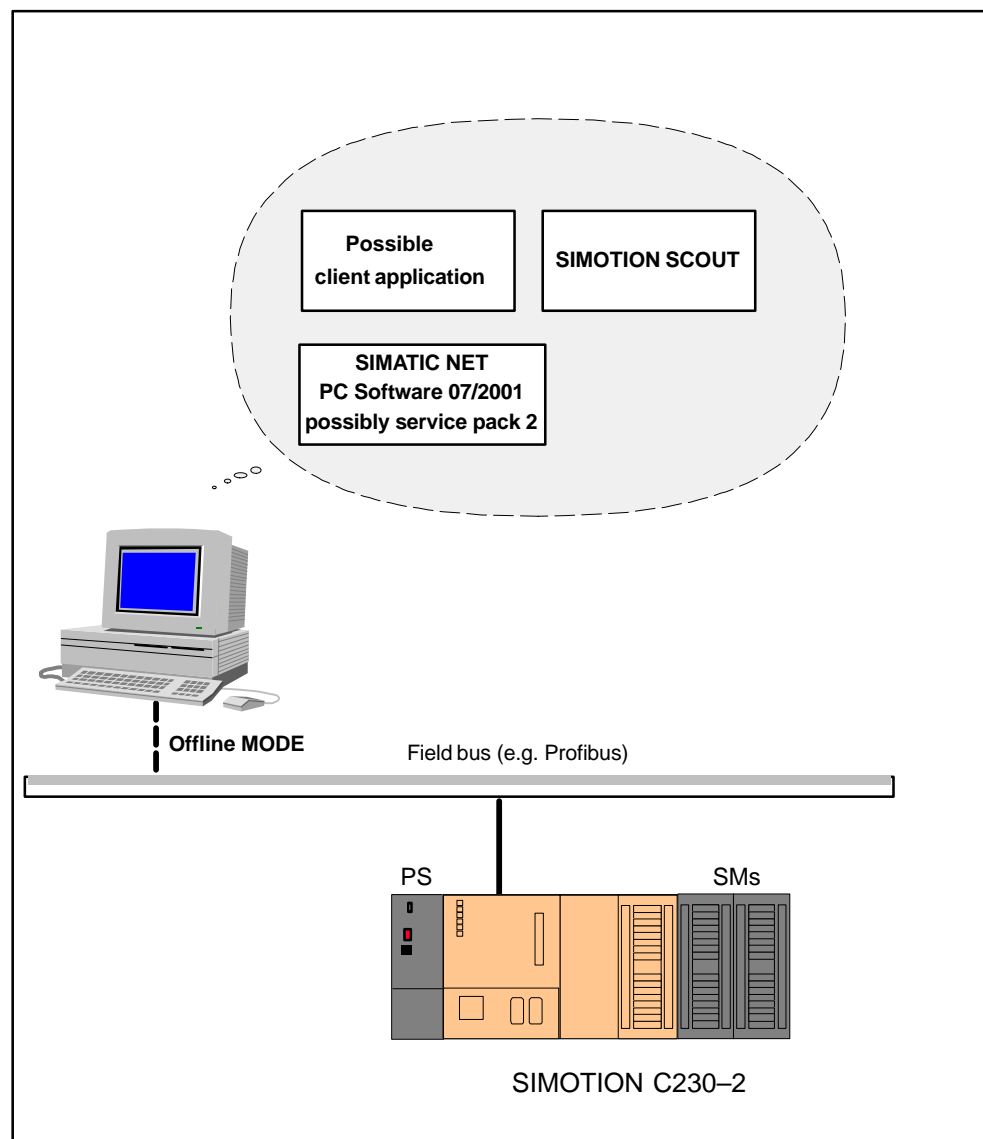 Possible
client application
SIMOTION SCOUT
SIMATIC NET
PC Software 07/2001
possibly service pack 2
Offline MODE
Field bus (e.g. Profibus)
PS
SMs
SIMOTION C230–2